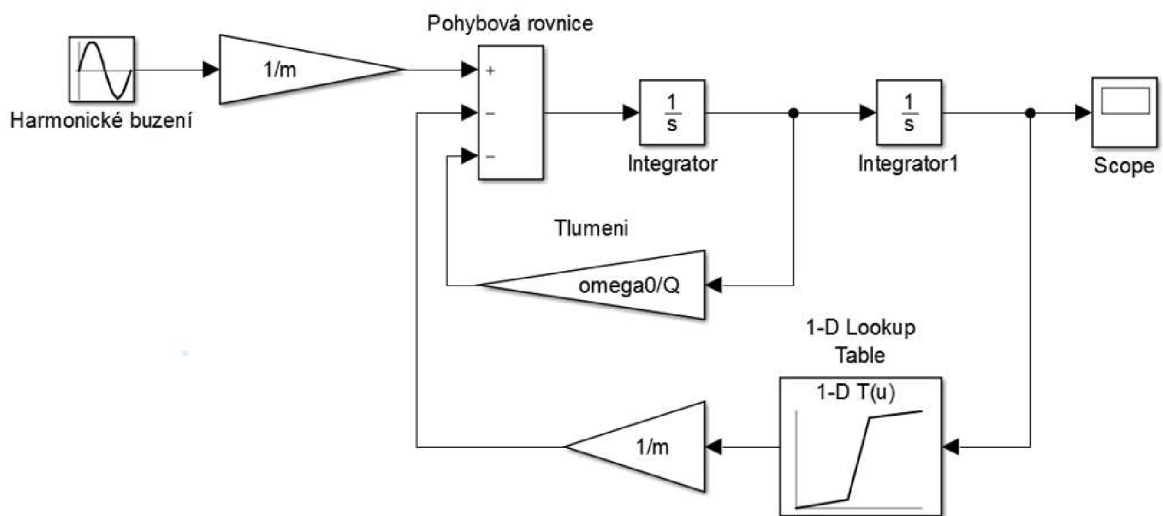 Pohybová rovnice
Harmonické buzení
1/m
+
−
−
1
s
Integrator
1
s
Integrator1
Scope
Tlumeni
omega0/Q
1-D Lookup
Table
1-D T(u)
1/m